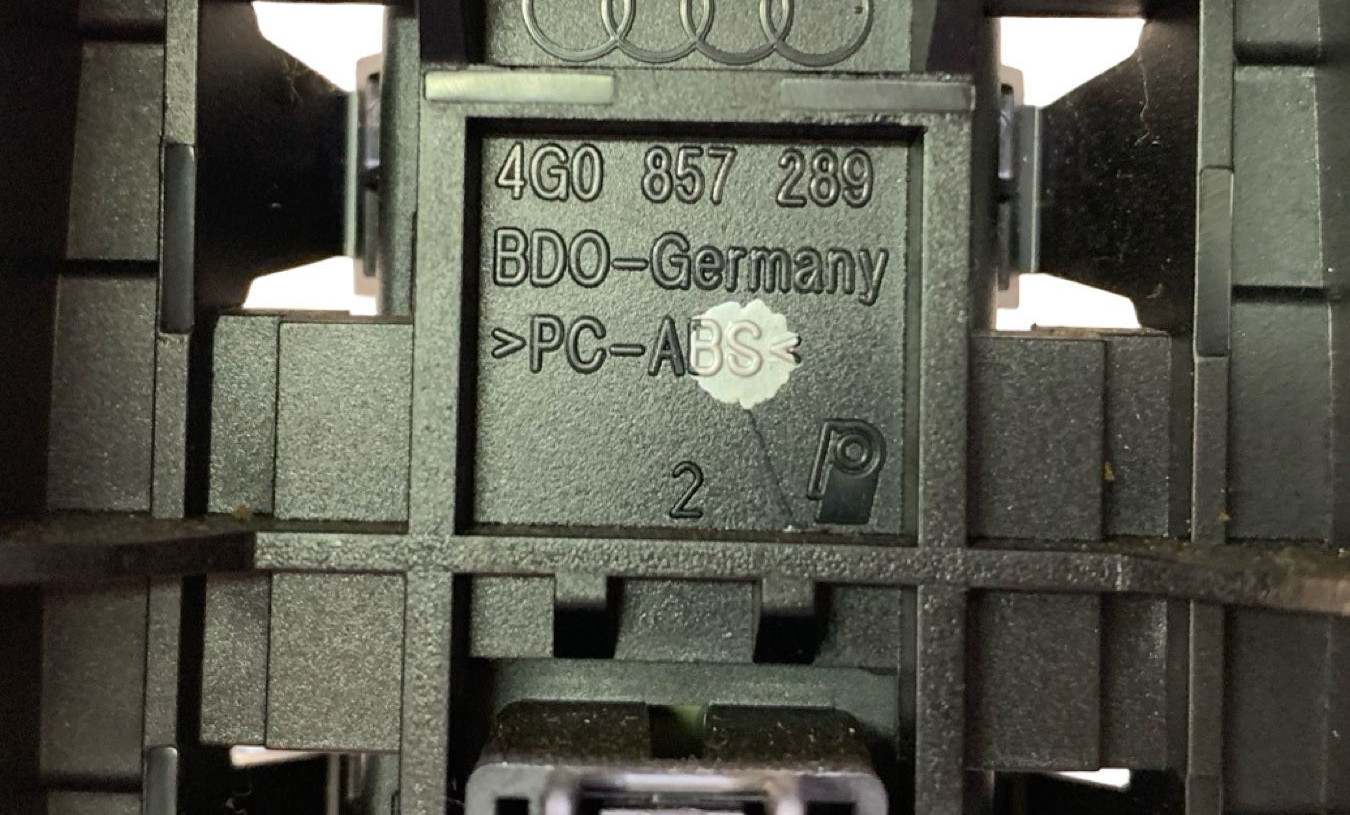 4G0 857 289
BDO-Germany
>PC-ABS<
2